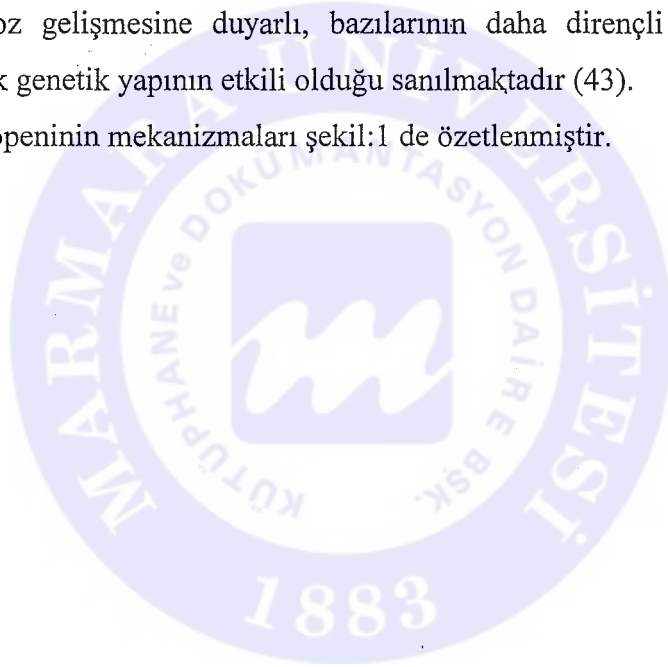 oz gelişmesine duyarlı, bazılarının daha dirençli
k genetik yapının etkili olduğu sanılmaktadır (43).
openinin mekanizmaları şekil:1 de özetlenmiştir.
MARMARA ÜNİVERSİTESİ
KÜTÜPHANE ve DOKÜMANTASYON DAİRE BŞK.
1883